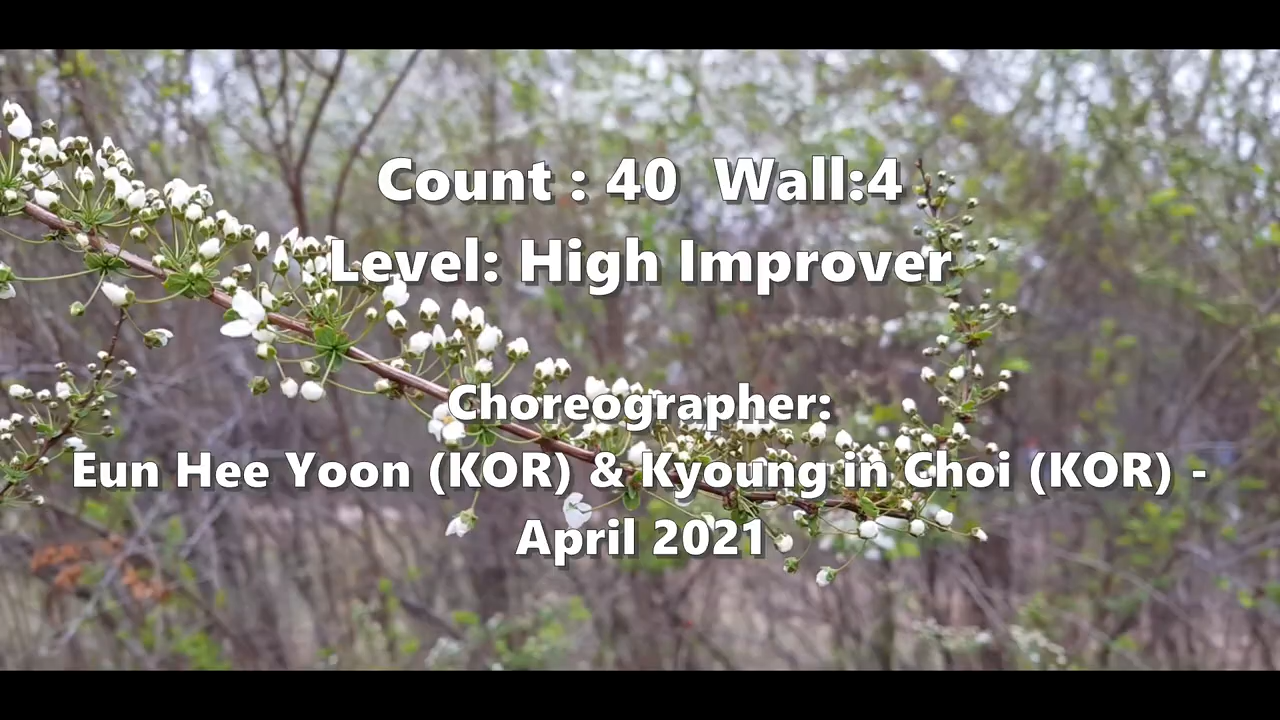 Count : 40 Wall:4
Level: High Improver
Choreographer:
Eun Hee Yoon (KOR) & Kyoung in Choi (KOR) -
April 2021